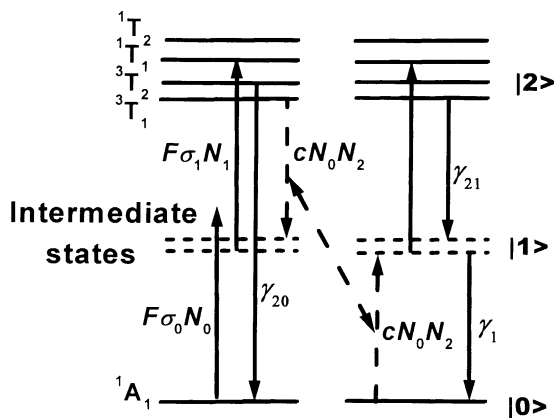 ¹T₂
¹T₁
³T₂
³T₁
|2>
Fσ₁N₁
cN₀N₂
γ₂₁
Intermediate
states
|1>
Fσ₀N₀
γ₂₀
cN₀N₂
γ₁
¹A₁
|0>